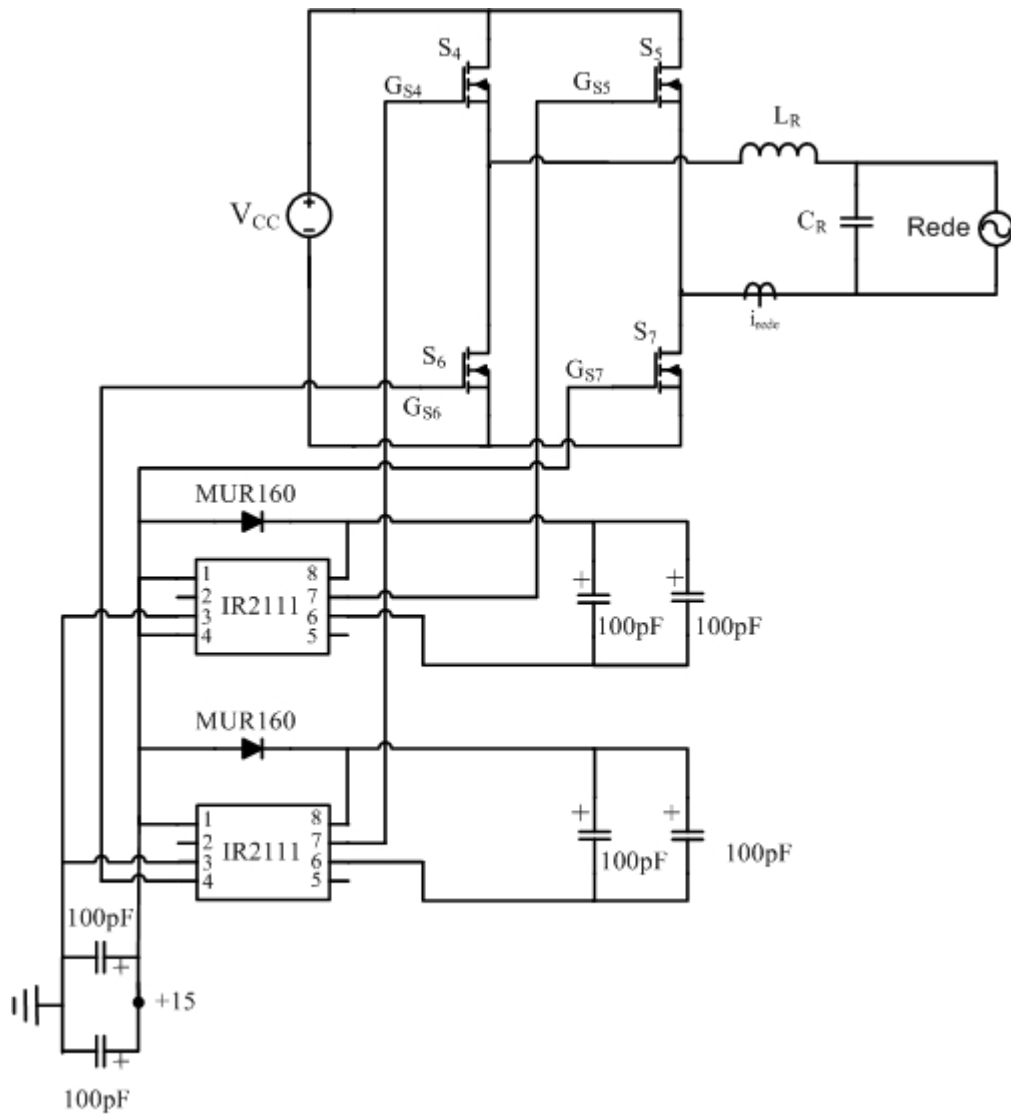 S4
S5
GS4
GS5
LR
VCC
CR
Rede
irede
S6
S7
GS7
GS6
MUR160
1 8
2 7
IR2111
3 6
4 5
100pF
100pF
MUR160
1 8
2 7
IR2111
3 6
4 5
100pF
100pF
100pF
+15
100pF